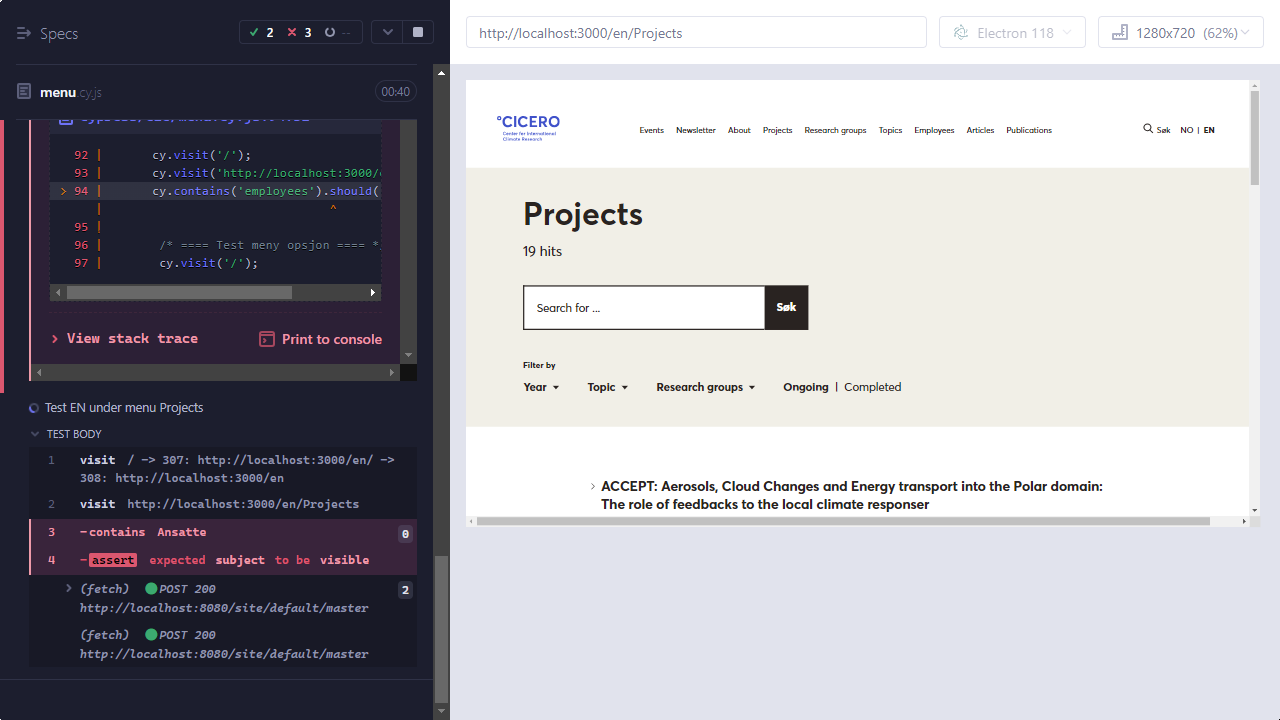 Specs
2
3
--
http://localhost:3000/en/Projects
Electron 118
1280x720 (62%)
menu.cy.js
00:40
92 | cy.visit('/');
93 | cy.visit('http://localhost:3000/
> 94 | cy.contains('employees').should(
| ^
95 |
96 | /* ==== Test meny opsjon ==== *
97 | cy.visit('/');
View stack trace
Print to console
Test EN under menu Projects
TEST BODY
1 visit / -> 307: http://localhost:3000/en/ ->
308: http://localhost:3000/en
2 visit http://localhost:3000/en/Projects
3 -contains Ansatte 0
4 -assert expected subject to be visible
(fetch) POST 200 2
http://localhost:8080/site/default/master
(fetch) POST 200
http://localhost:8080/site/default/master
°CICERO
Center for International
Climate Research
Events Newsletter About Projects Research groups Topics Employees Articles Publications
Søk NO | EN
Projects
19 hits
Search for ...
Søk
Filter by
Year Topic Research groups Ongoing | Completed
ACCEPT: Aerosols, Cloud Changes and Energy transport into the Polar domain:
The role of feedbacks to the local climate responser